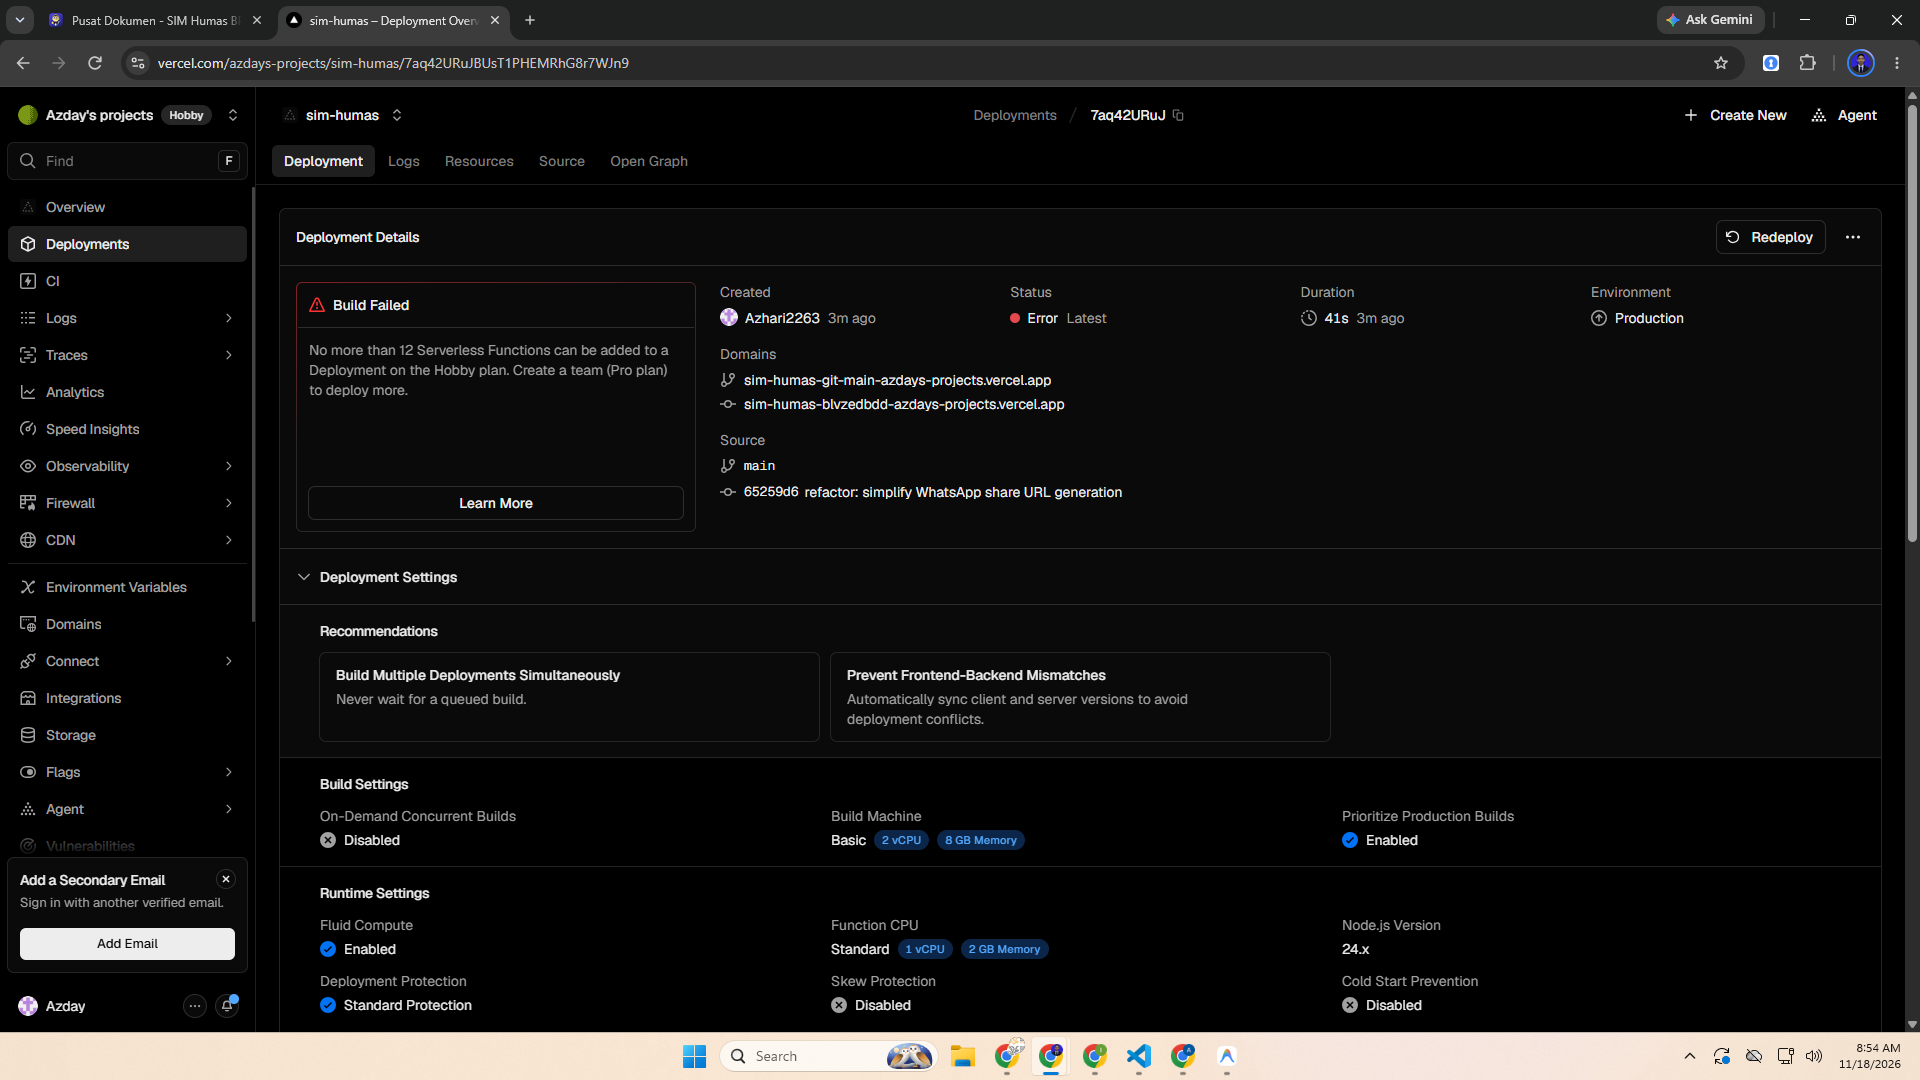 Pusat Dokumen - SIM Humas B
sim-humas – Deployment Over
Ask Gemini
vercel.com/azdays-projects/sim-humas/7aq42URuJBUsT1PHEMRhG8r7WJn9
Azday's projects
Hobby
sim-humas
Deployments / 7aq42URuJ
Create New
Agent
Find
F
Deployment
Logs
Resources
Source
Open Graph
Overview
Deployments
CI
Logs
Traces
Analytics
Speed Insights
Observability
Firewall
CDN
Environment Variables
Domains
Connect
Integrations
Storage
Flags
Agent
Vulnerabilities
Add a Secondary Email
Sign in with another verified email.
Add Email
Azday
Deployment Details
Redeploy
Build Failed
No more than 12 Serverless Functions can be added to a
Deployment on the Hobby plan. Create a team (Pro plan)
to deploy more.
Learn More
Created
Azhari2263 3m ago
Status
Error Latest
Duration
41s 3m ago
Environment
Production
Domains
sim-humas-git-main-azdays-projects.vercel.app
sim-humas-blvzedbdd-azdays-projects.vercel.app
Source
main
65259d6 refactor: simplify WhatsApp share URL generation
Deployment Settings
Recommendations
Build Multiple Deployments Simultaneously
Never wait for a queued build.
Prevent Frontend-Backend Mismatches
Automatically sync client and server versions to avoid
deployment conflicts.
Build Settings
On-Demand Concurrent Builds
Disabled
Build Machine
Basic 2 vCPU 8 GB Memory
Prioritize Production Builds
Enabled
Runtime Settings
Fluid Compute
Enabled
Function CPU
Standard 1 vCPU 2 GB Memory
Node.js Version
24.x
Deployment Protection
Standard Protection
Skew Protection
Disabled
Cold Start Prevention
Disabled
Search
8:54 AM
11/18/2026